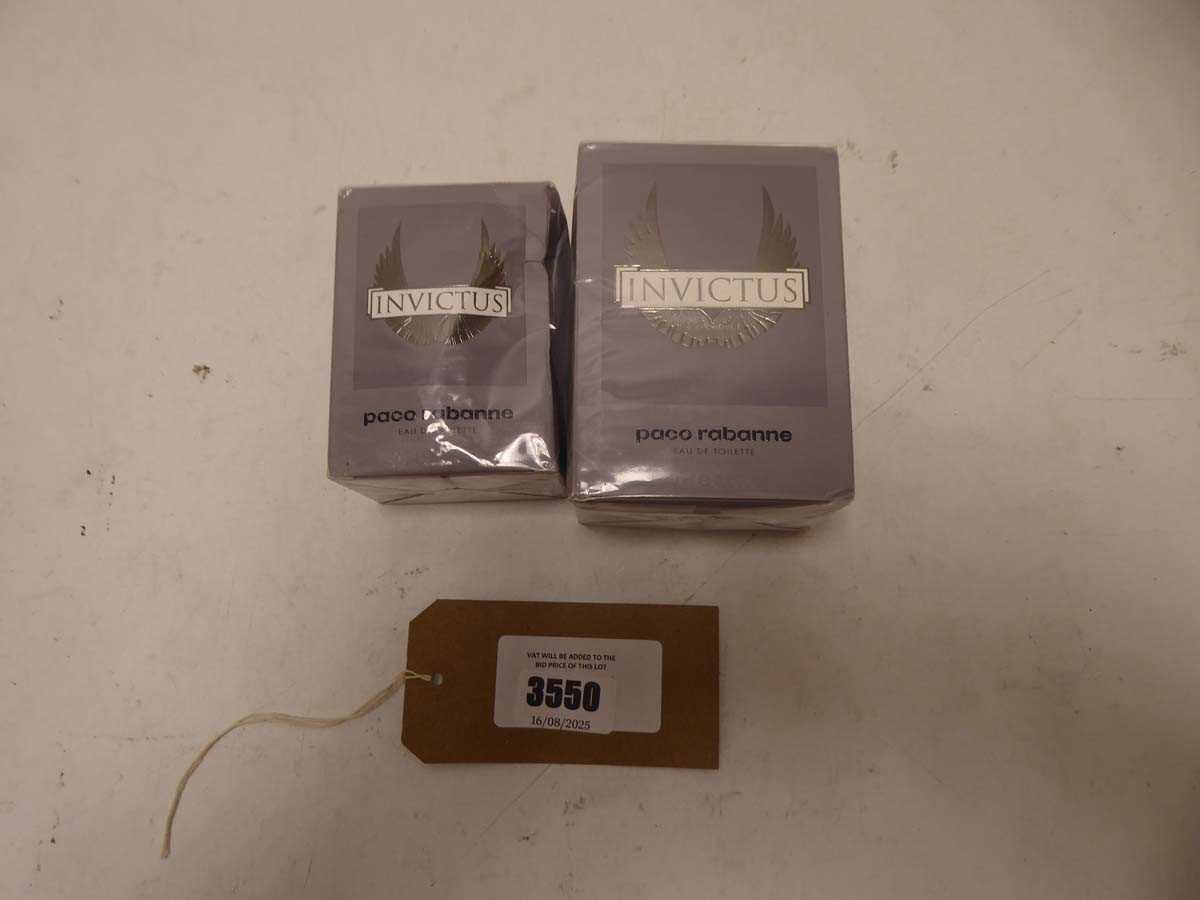 INVICTUS
paco rabanne
EAU DE TOILETTE
INVICTUS
paco rabanne
EAU DE TOILETTE
VAT WILL BE ADDED TO THE
BID PRICE OF THIS LOT
3550
16/08/2025